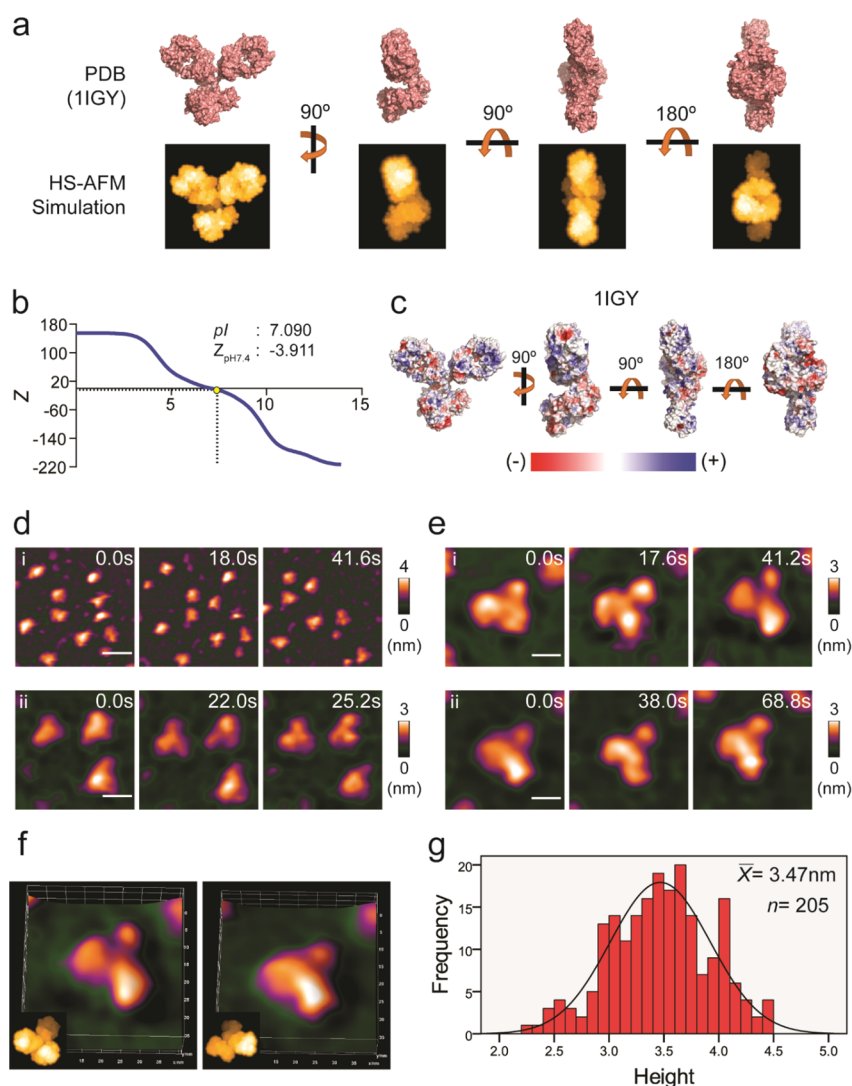 a
PDB
(1IGY)
90º
90º
180º
HS-AFM
Simulation
b
180
100
20
-60
-140
-220
Z
5
10
15
pI : 7.090
ZpH7.4 : -3.911
c
1IGY
90º
90º
180º
(-)
(+)
d
i
0.0s
18.0s
41.6s
4
0
(nm)
ii
0.0s
22.0s
25.2s
3
0
(nm)
e
i
0.0s
17.6s
41.2s
3
0
(nm)
ii
0.0s
38.0s
68.8s
3
0
(nm)
f
g
20
15
10
5
0
Frequency
X̅= 3.47nm
n= 205
2.0
2.5
3.0
3.5
4.0
4.5
5.0
Height